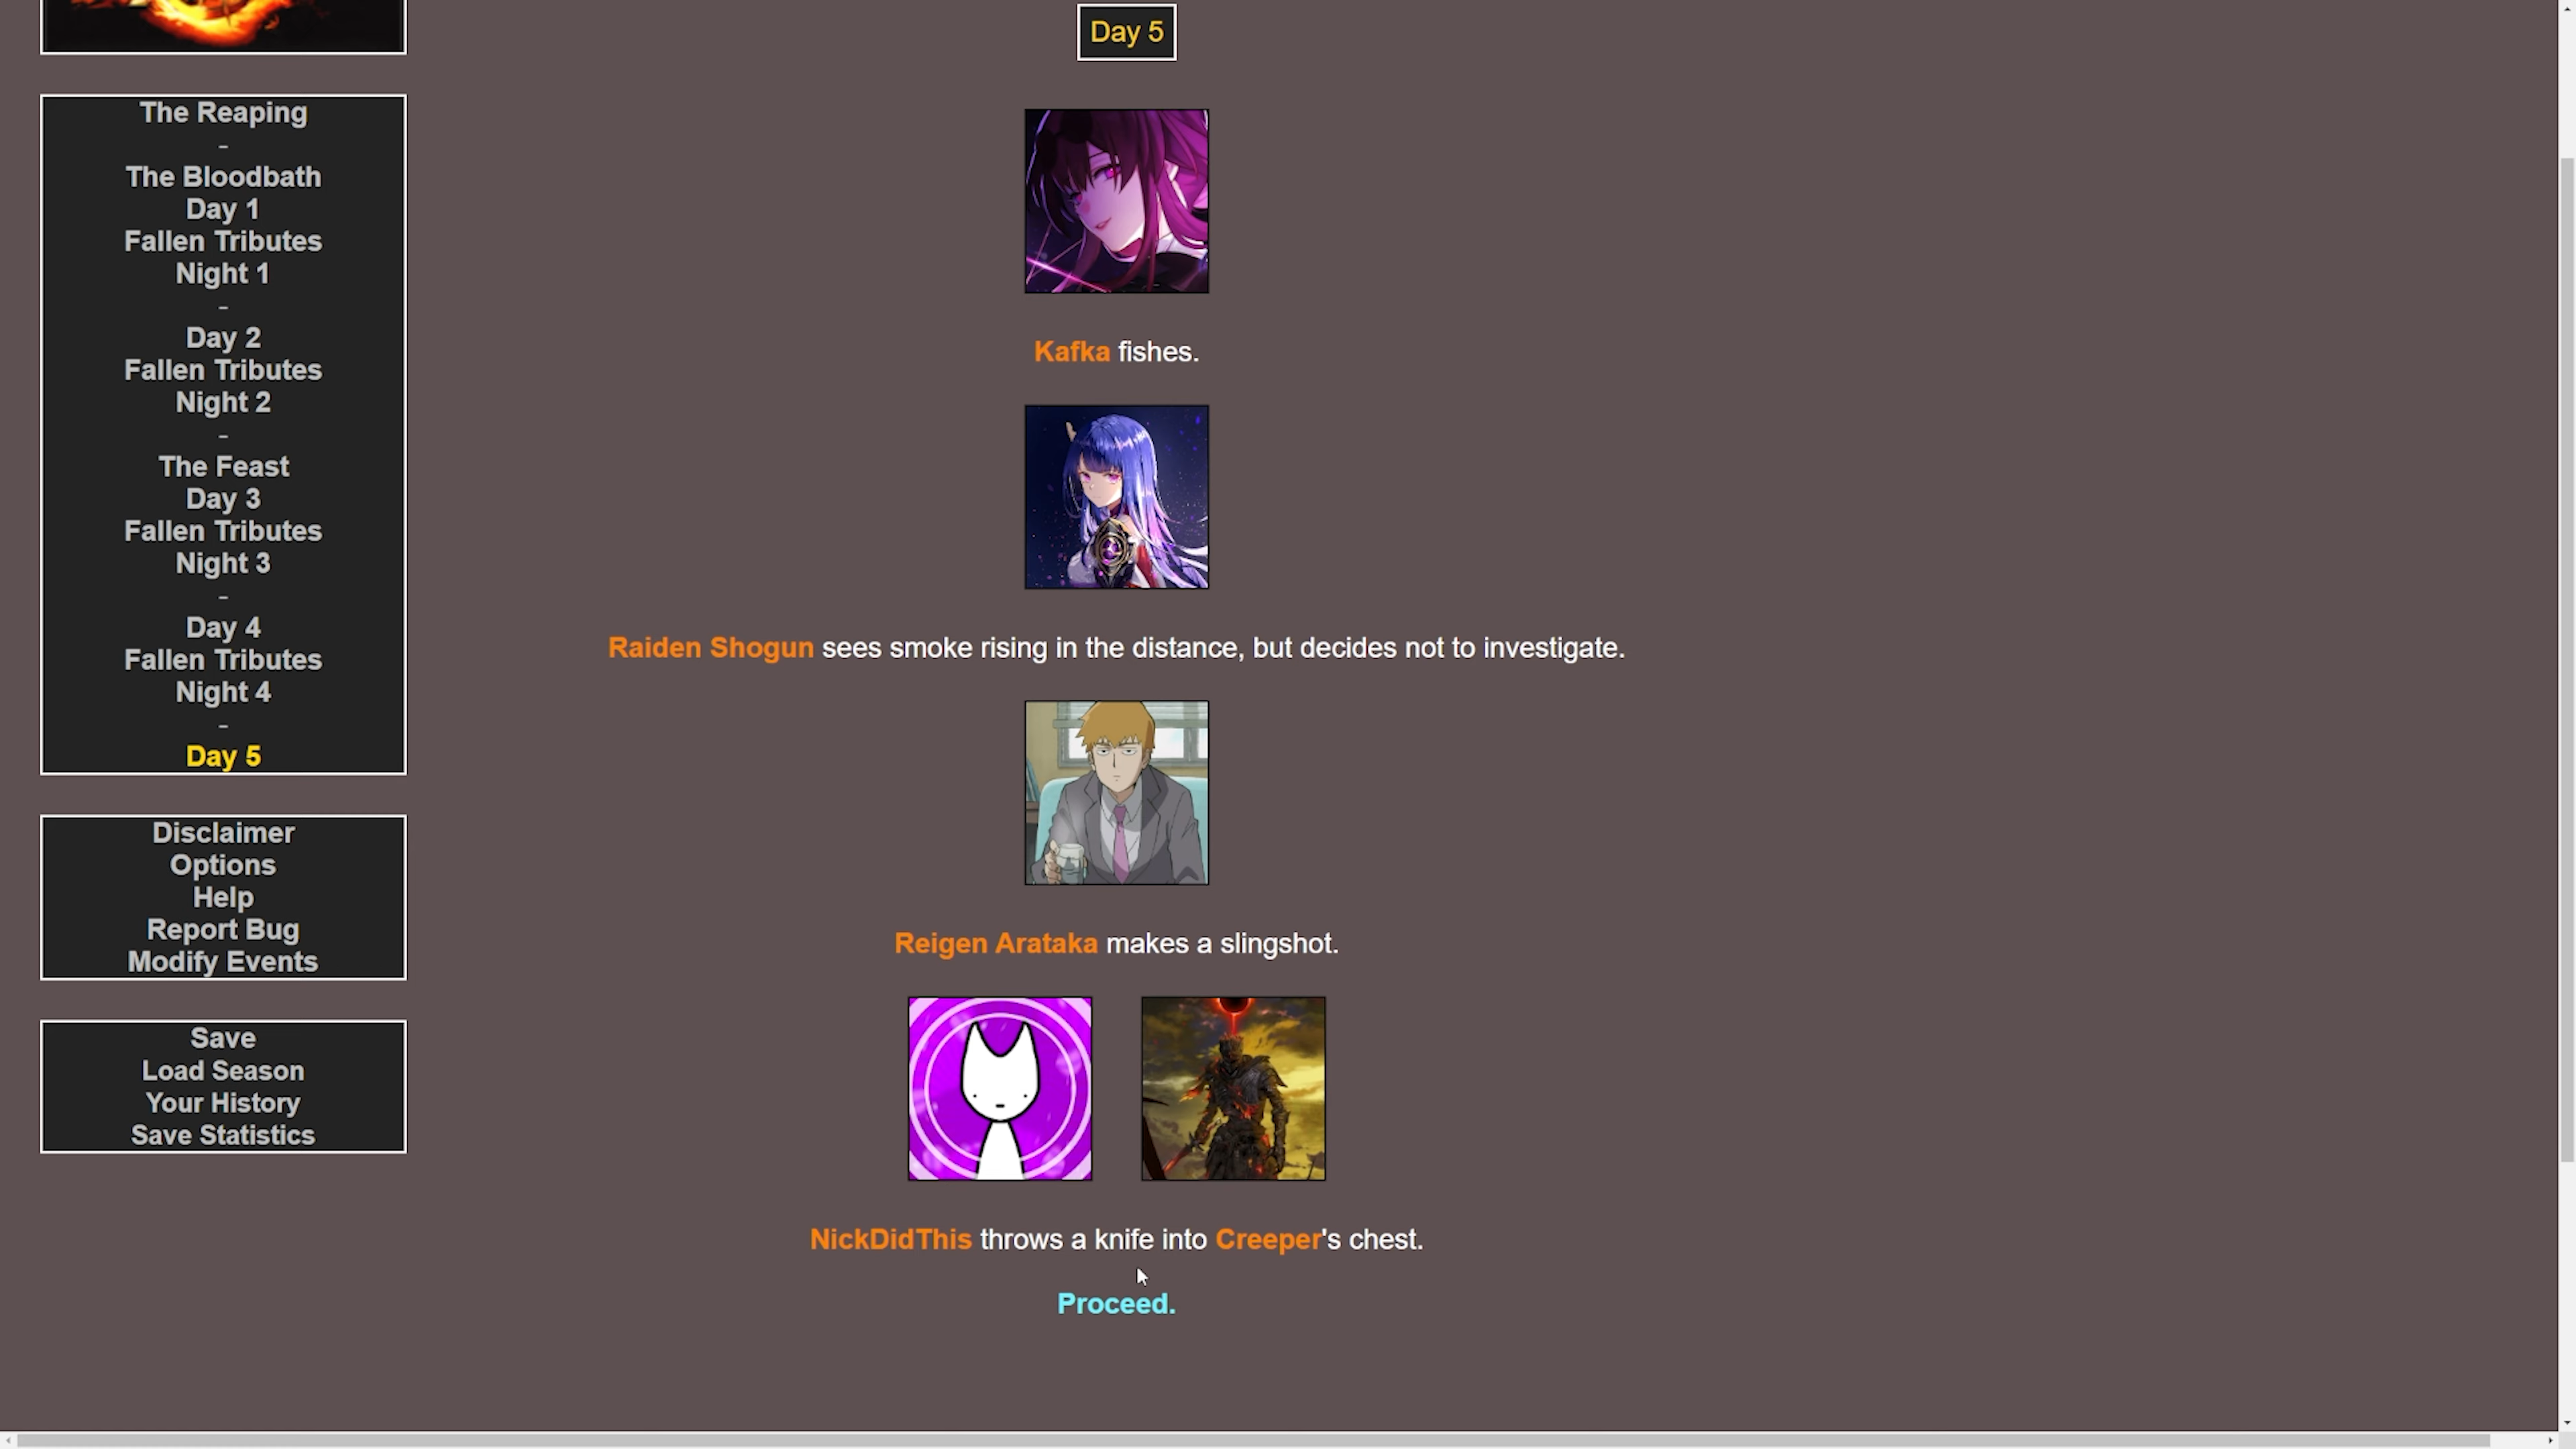 Day 5
The Reaping
-
The Bloodbath
Day 1
Fallen Tributes
Night 1
-
Day 2
Fallen Tributes
Night 2
-
The Feast
Day 3
Fallen Tributes
Night 3
-
Day 4
Fallen Tributes
Night 4
-
Day 5
Disclaimer
Options
Help
Report Bug
Modify Events
Save
Load Season
Your History
Save Statistics
Kafka fishes.
Raiden Shogun sees smoke rising in the distance, but decides not to investigate.
Reigen Arataka makes a slingshot.
NickDidThis throws a knife into Creeper's chest.
Proceed.